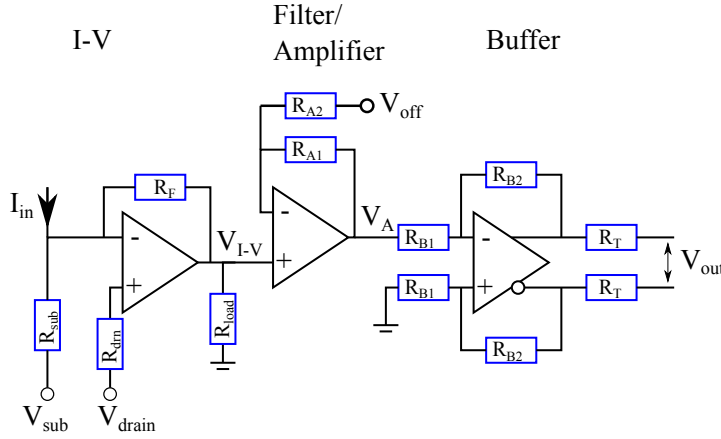 I-V
Filter/
Amplifier
Buffer
R_A2
V_off
R_A1
R_F
R_B2
I_in
-
V_I-V
-
V_A
R_B1
-
R_T
+
+
R_B1
+
R_T
V_out
R_sub
R_drn
R_load
R_B2
V_sub
V_drain